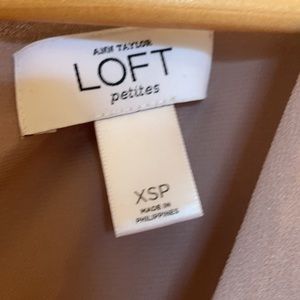 ANN TAYLOR
LOFT
petites
XSP
MADE IN
PHILIPPINES